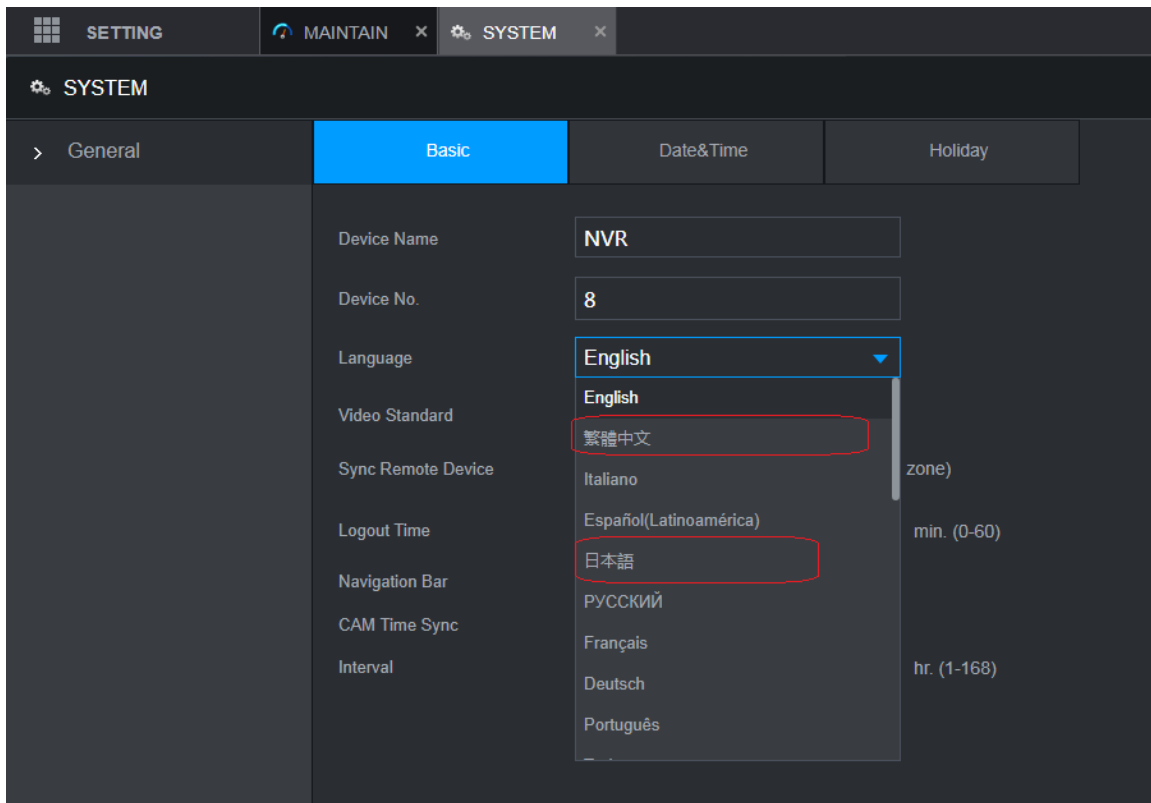 SETTING MAINTAIN × SYSTEM ×
SYSTEM
> General
Basic Date&Time Holiday
Device Name NVR
Device No. 8
Language English
English
Video Standard
繁體中文
Sync Remote Device zone)
Italiano
Español(Latinoamérica)
Logout Time min. (0-60)
日本語
Navigation Bar
РУССКИЙ
CAM Time Sync
Français
Interval hr. (1-168)
Deutsch
Português